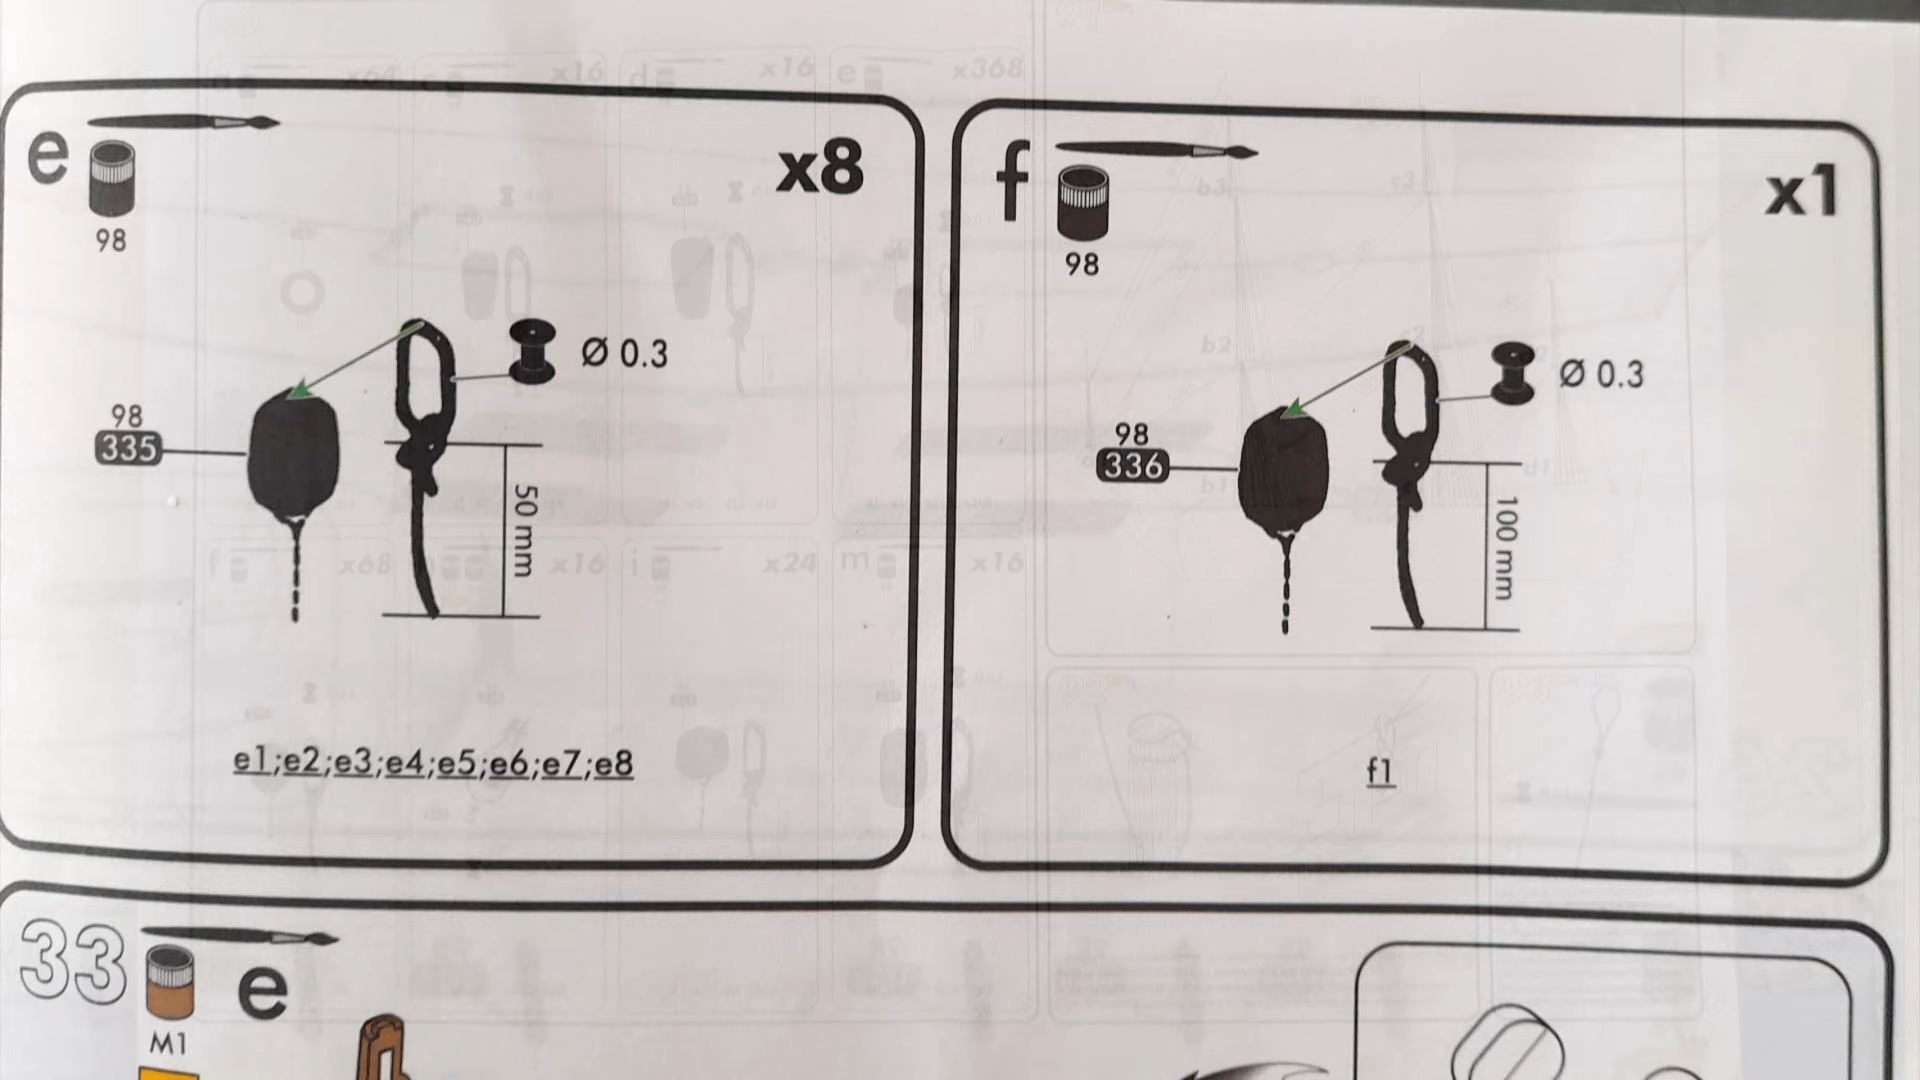 e
x8
98
Ø 0.3
98
335
50 mm
e1;e2;e3;e4;e5;e6;e7;e8
f
x1
98
Ø 0.3
98
336
100 mm
f1
33
e
M1